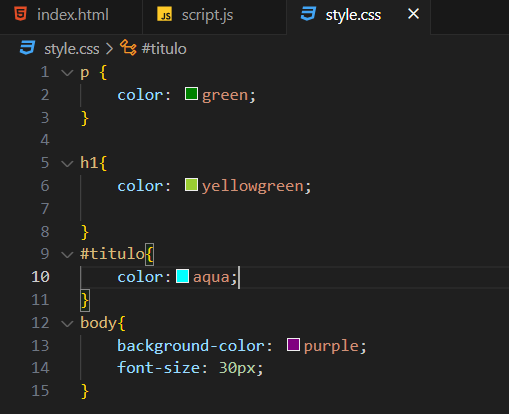 index.html script.js style.css
style.css > #titulo
1 p {
2 color: green;
3 }
4
5 h1{
6 color: yellowgreen;
7
8 }
9 #titulo{
10 color: aqua;
11 }
12 body{
13 background-color: purple;
14 font-size: 30px;
15 }